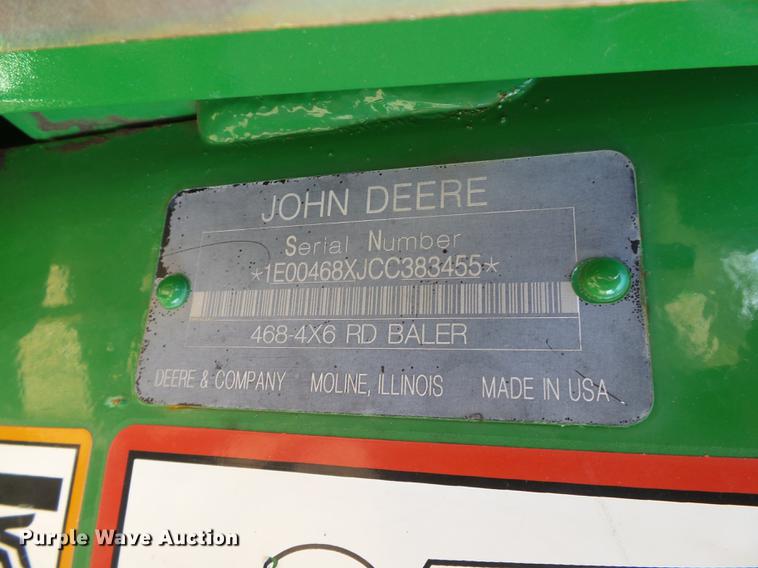 JOHN DEERE
Serial Number
*1E00468XJCC383455*
468-4X6 RD BALER
DEERE & COMPANY MOLINE, ILLINOIS MADE IN USA
Purple Wave Auction